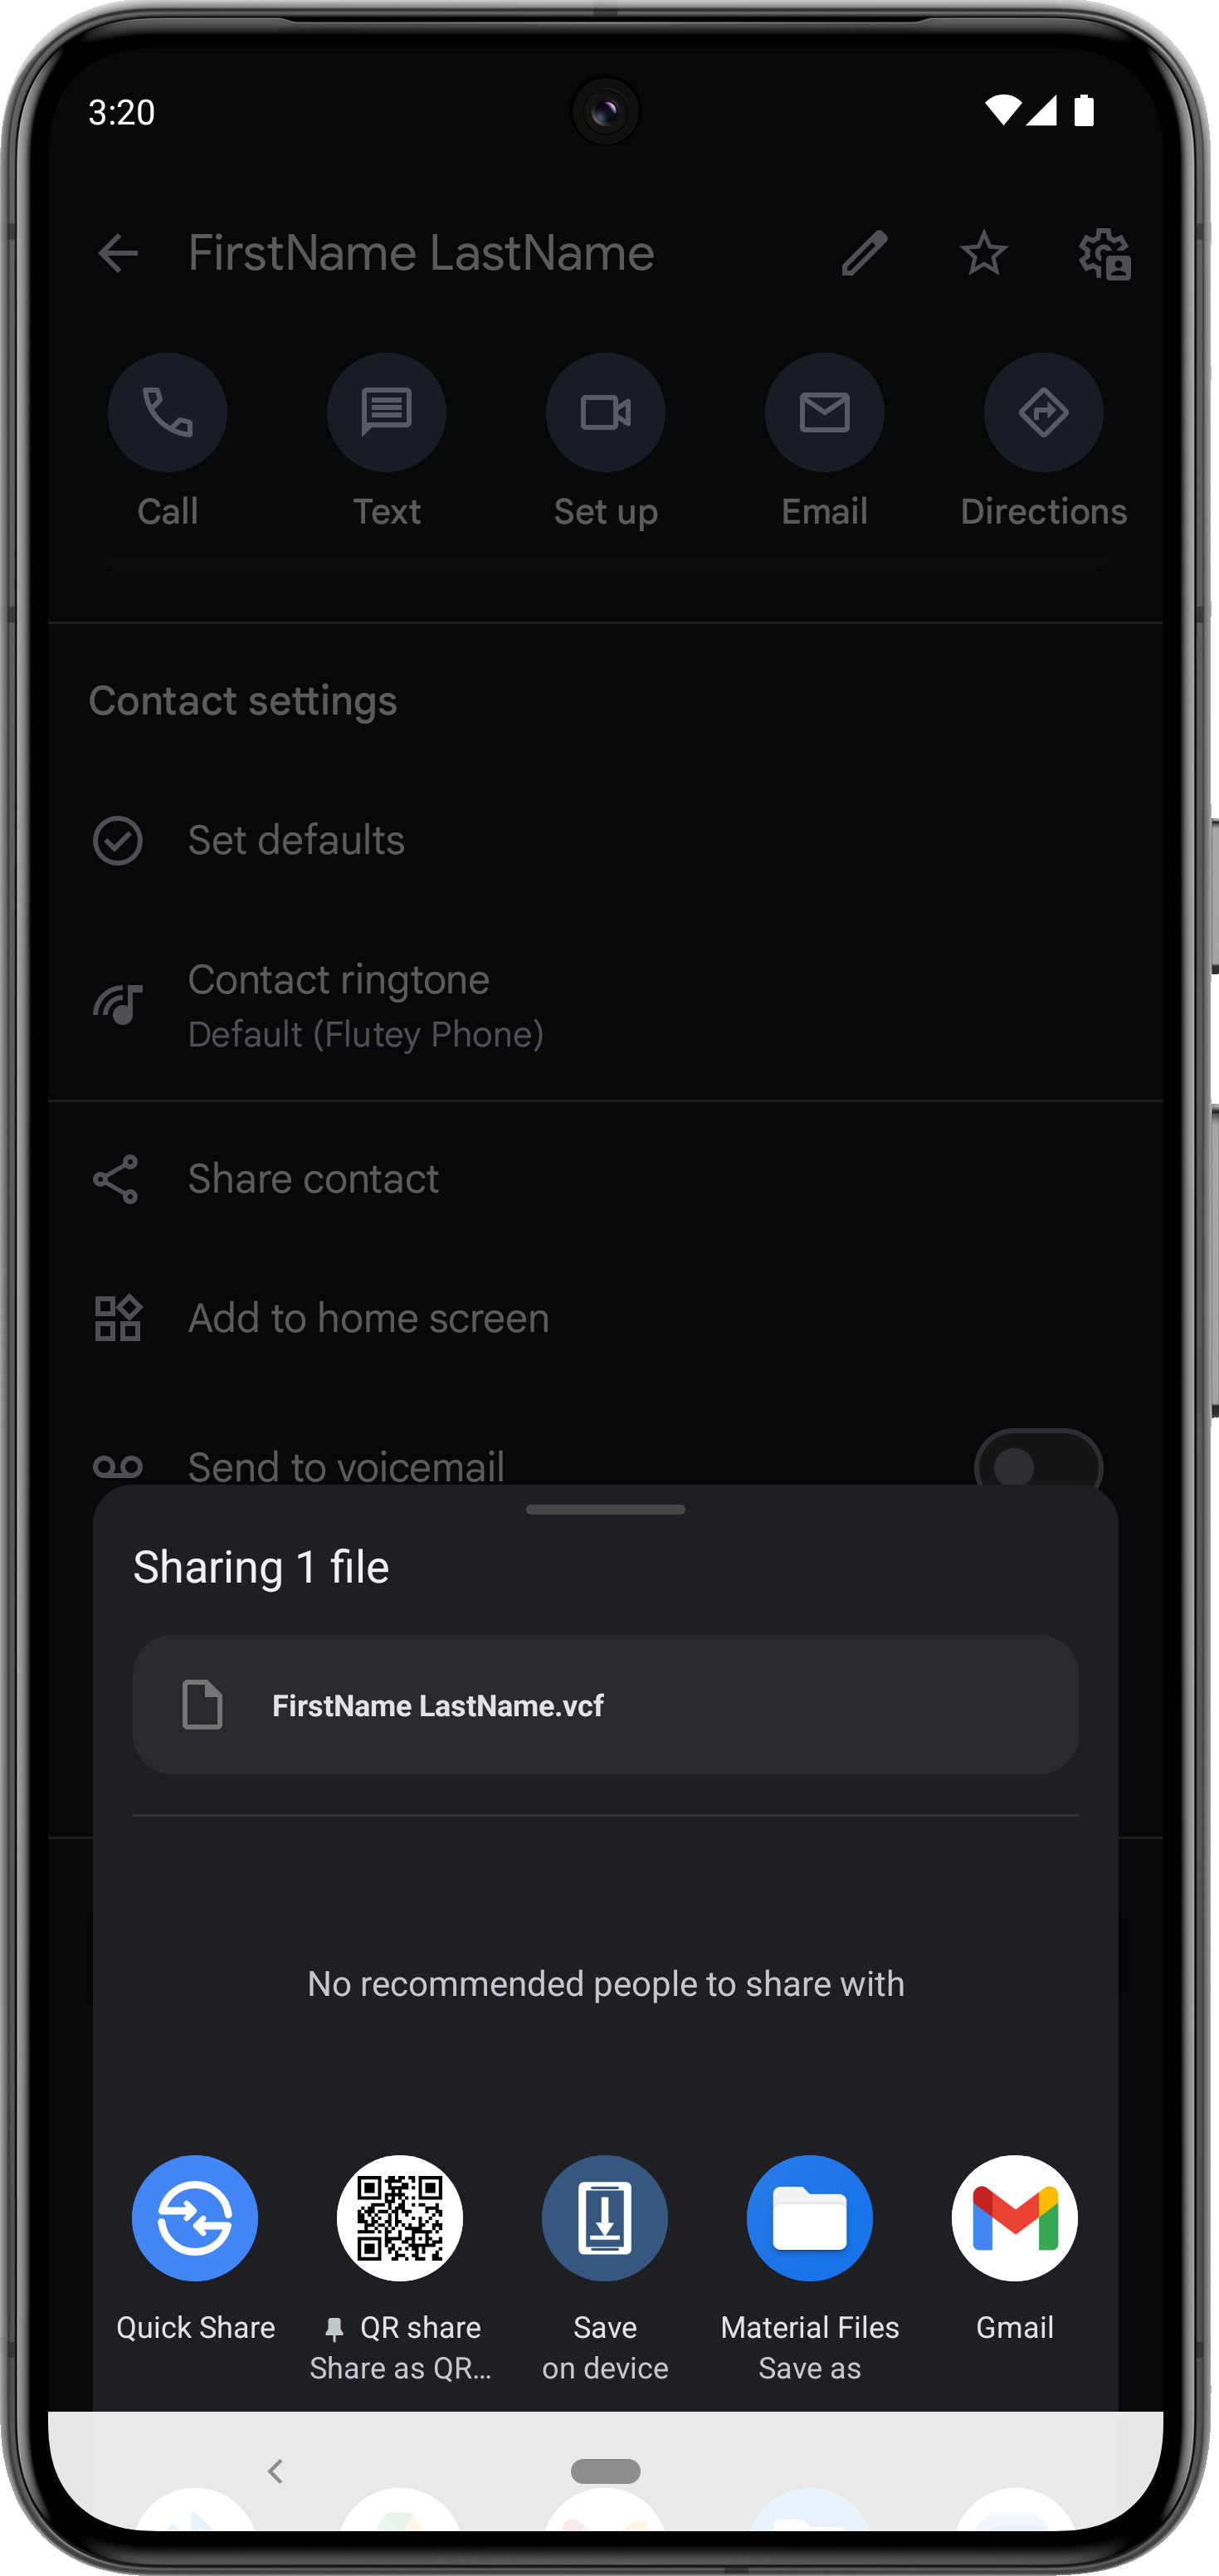 3:20
FirstName LastName
Call
Text
Set up
Email
Directions
Contact settings
Set defaults
Contact ringtone
Default (Flutey Phone)
Share contact
Add to home screen
Send to voicemail
Sharing 1 file
FirstName LastName.vcf
No recommended people to share with
Quick Share
QR share
Share as QR...
Save
on device
Material Files
Save as
Gmail